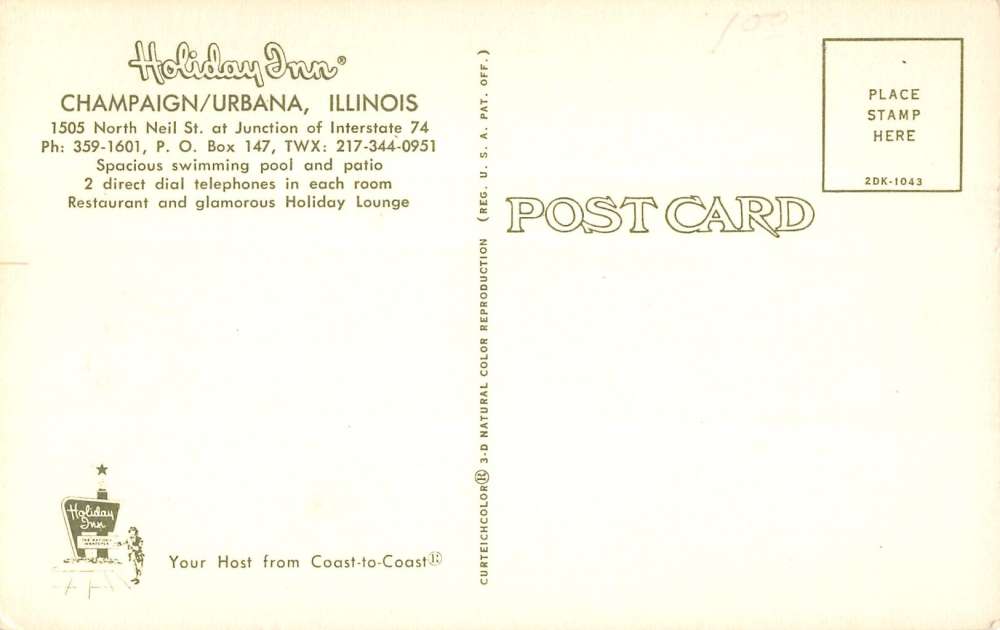 Holiday Inn®
CHAMPAIGN/URBANA, ILLINOIS
1505 North Neil St. at Junction of Interstate 74
Ph: 359-1601, P. O. Box 147, TWX: 217-344-0951
Spacious swimming pool and patio
2 direct dial telephones in each room
Restaurant and glamorous Holiday Lounge
Holiday
Inn
Your Host from Coast-to-Coast®
CURTEICHCOLOR® 3-D NATURAL COLOR REPRODUCTION (REG. U. S. A. PAT. OFF.)
100
POST CARD
PLACE
STAMP
HERE
2DK-1043